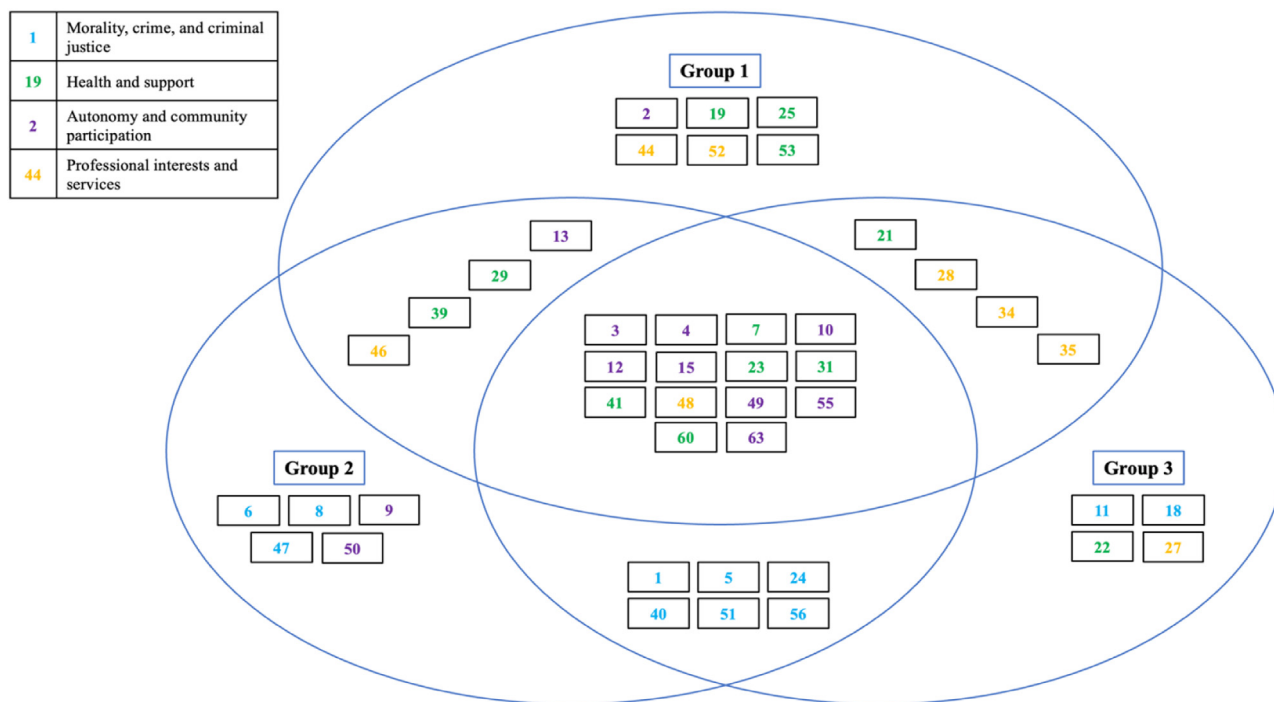 1 Morality, crime, and criminal
justice
19 Health and support
2 Autonomy and community
participation
44 Professional interests and
services
Group 1
2 19 25
44 52 53
13
29
39
46
21
28
34
35
3 4 7 10
12 15 23 31
41 48 49 55
60 63
Group 2
6 8 9
47 50
Group 3
11 18
22 27
1 5 24
40 51 56